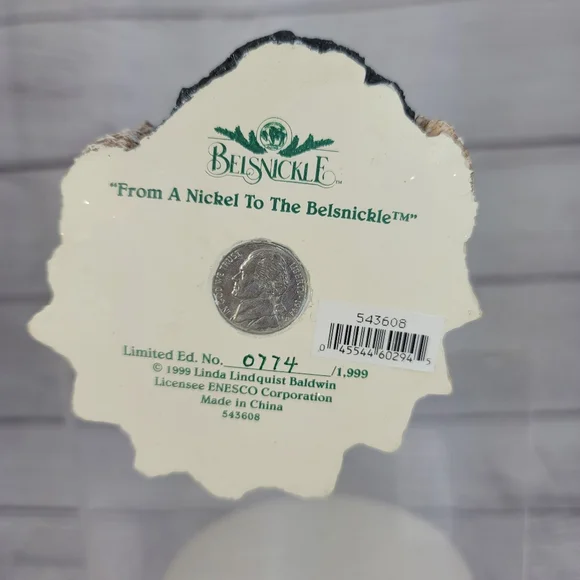 BELSNICKLE™
"From A Nickel To The Belsnickle™"
543608
0 45544 60294 5
Limited Ed. No. 0774 /1,999
© 1999 Linda Lindquist Baldwin
Licensee ENESCO Corporation
Made in China
543608